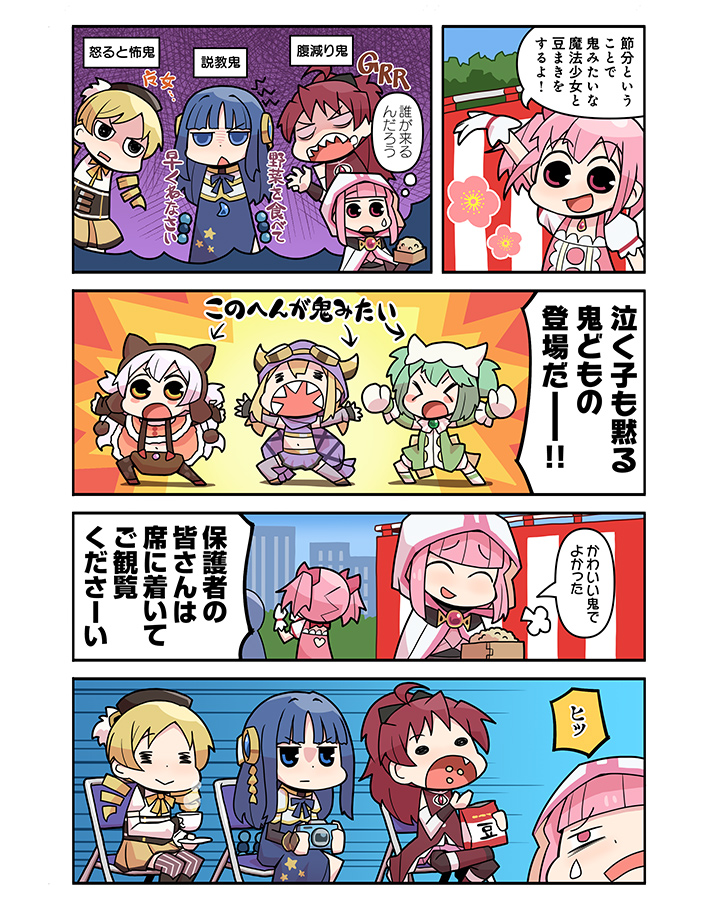 節分という
ことで
鬼みたいな
魔法少女と
豆まきを
するよ！
腹減り鬼
説教鬼
怒ると怖鬼
GRR
誰が来る
んだろう
野菜を食べて
早くねなさい
泣く子も黙る
鬼どもの
登場だ――!!
このへんが鬼みたい
かわいい鬼で
よかった
保護者の
皆さんは
席に着いて
ご観覧
くださーい
ヒッ
豆